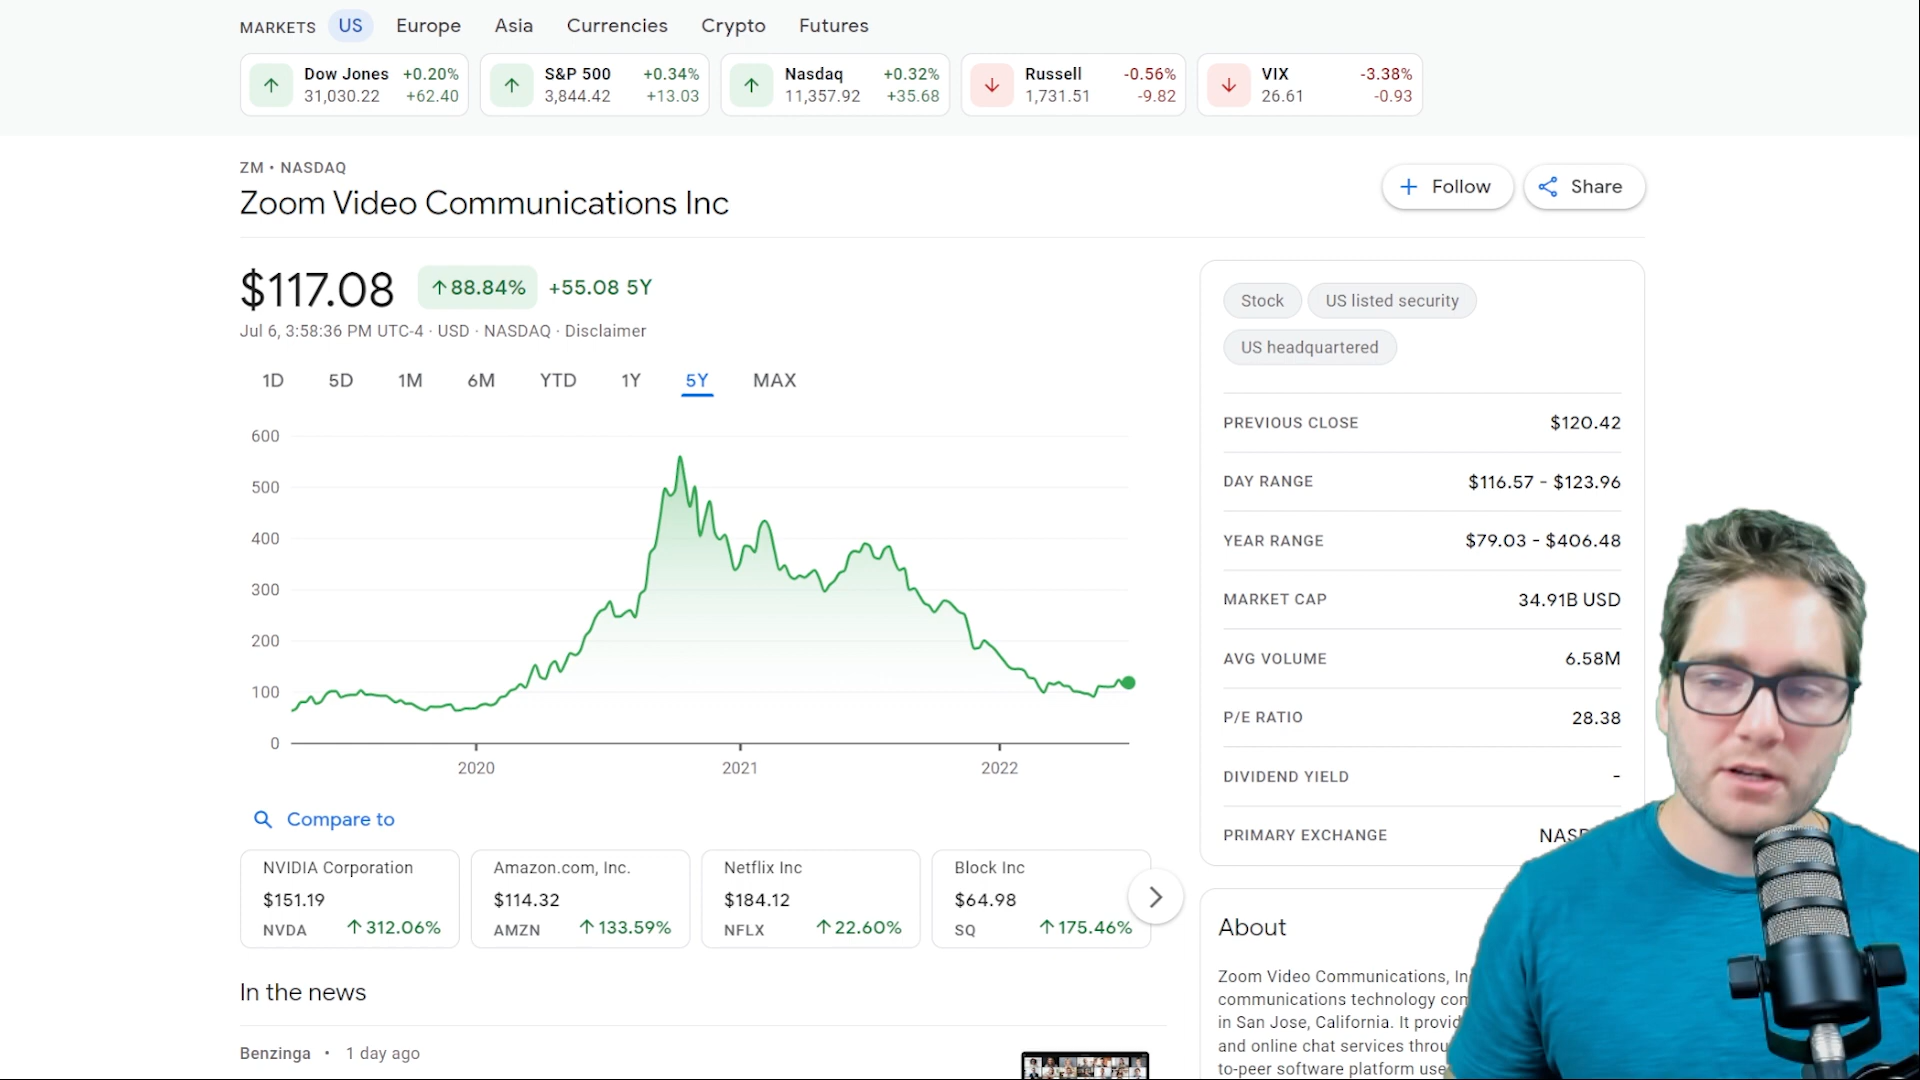 MARKETS US Europe Asia Currencies Crypto Futures
Dow Jones +0.20%
31,030.22 +62.40
S&P 500 +0.34%
3,844.42 +13.03
Nasdaq +0.32%
11,357.92 +35.68
Russell -0.56%
1,731.51 -9.82
VIX -3.38%
26.61 -0.93
ZM • NASDAQ
Zoom Video Communications Inc
Follow
Share
$117.08 ↑88.84% +55.08 5Y
Jul 6, 3:58:36 PM UTC-4 · USD · NASDAQ · Disclaimer
1D 5D 1M 6M YTD 1Y 5Y MAX
600
500
400
300
200
100
0
2020 2021 2022
Compare to
NVIDIA Corporation
$151.19
NVDA ↑312.06%
Amazon.com, Inc.
$114.32
AMZN ↑133.59%
Netflix Inc
$184.12
NFLX ↑22.60%
Block Inc
$64.98
SQ ↑175.46%
In the news
Benzinga • 1 day ago
Stock US listed security
US headquartered
PREVIOUS CLOSE $120.42
DAY RANGE $116.57 - $123.96
YEAR RANGE $79.03 - $406.48
MARKET CAP 34.91B USD
AVG VOLUME 6.58M
P/E RATIO 28.38
DIVIDEND YIELD -
PRIMARY EXCHANGE
About
Zoom Video Communications,
communications technology
in San Jose, California. It
and online chat services
to-peer software platform